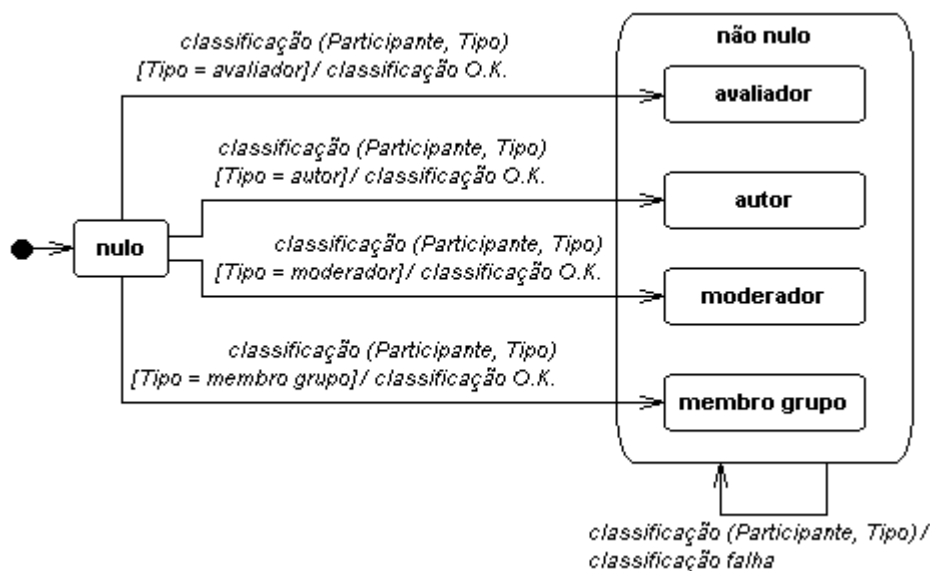 classificação (Participante, Tipo)
[Tipo = avaliador] / classificação O.K.
não nulo
avaliador
classificação (Participante, Tipo)
[Tipo = autor] / classificação O.K.
autor
nulo
classificação (Participante, Tipo)
[Tipo = moderador] / classificação O.K.
moderador
classificação (Participante, Tipo)
[Tipo = membro grupo] / classificação O.K.
membro grupo
classificação (Participante, Tipo) /
classificação falha